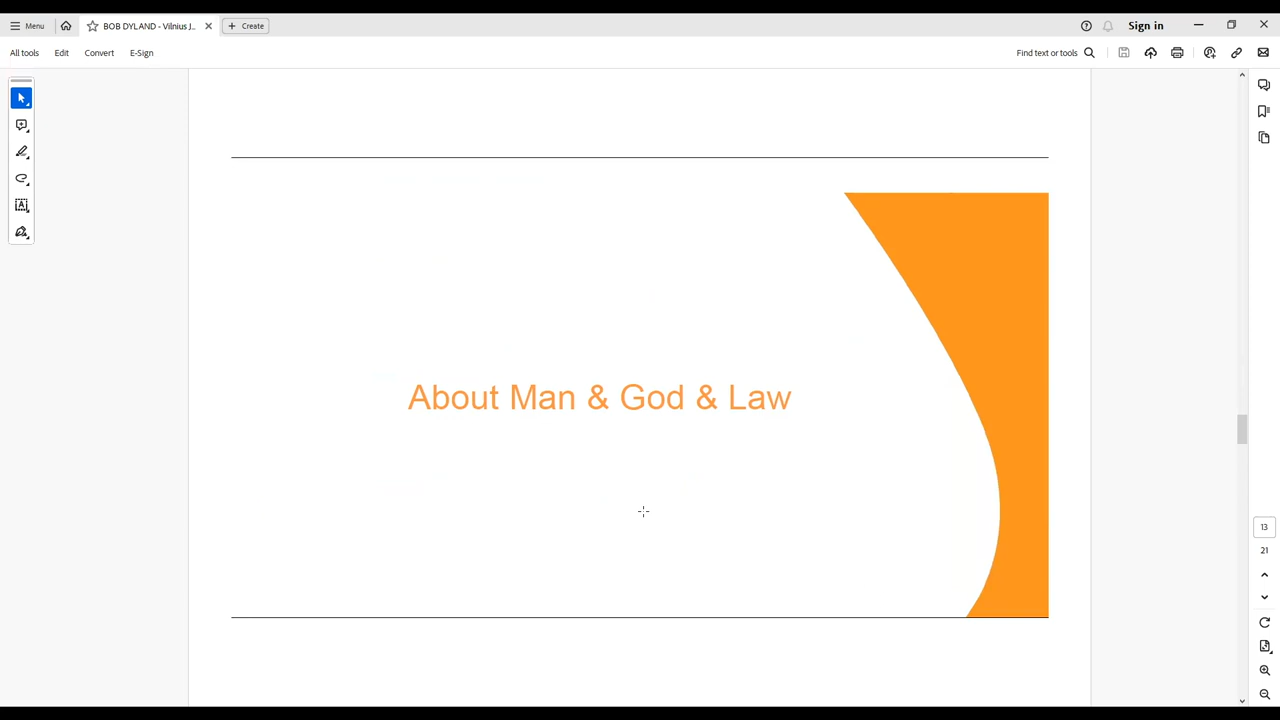 Menu
BOB DYLAND - Vilnius J...
Create
Sign in
All tools
Edit
Convert
E-Sign
Find text or tools
About Man & God & Law
13
21